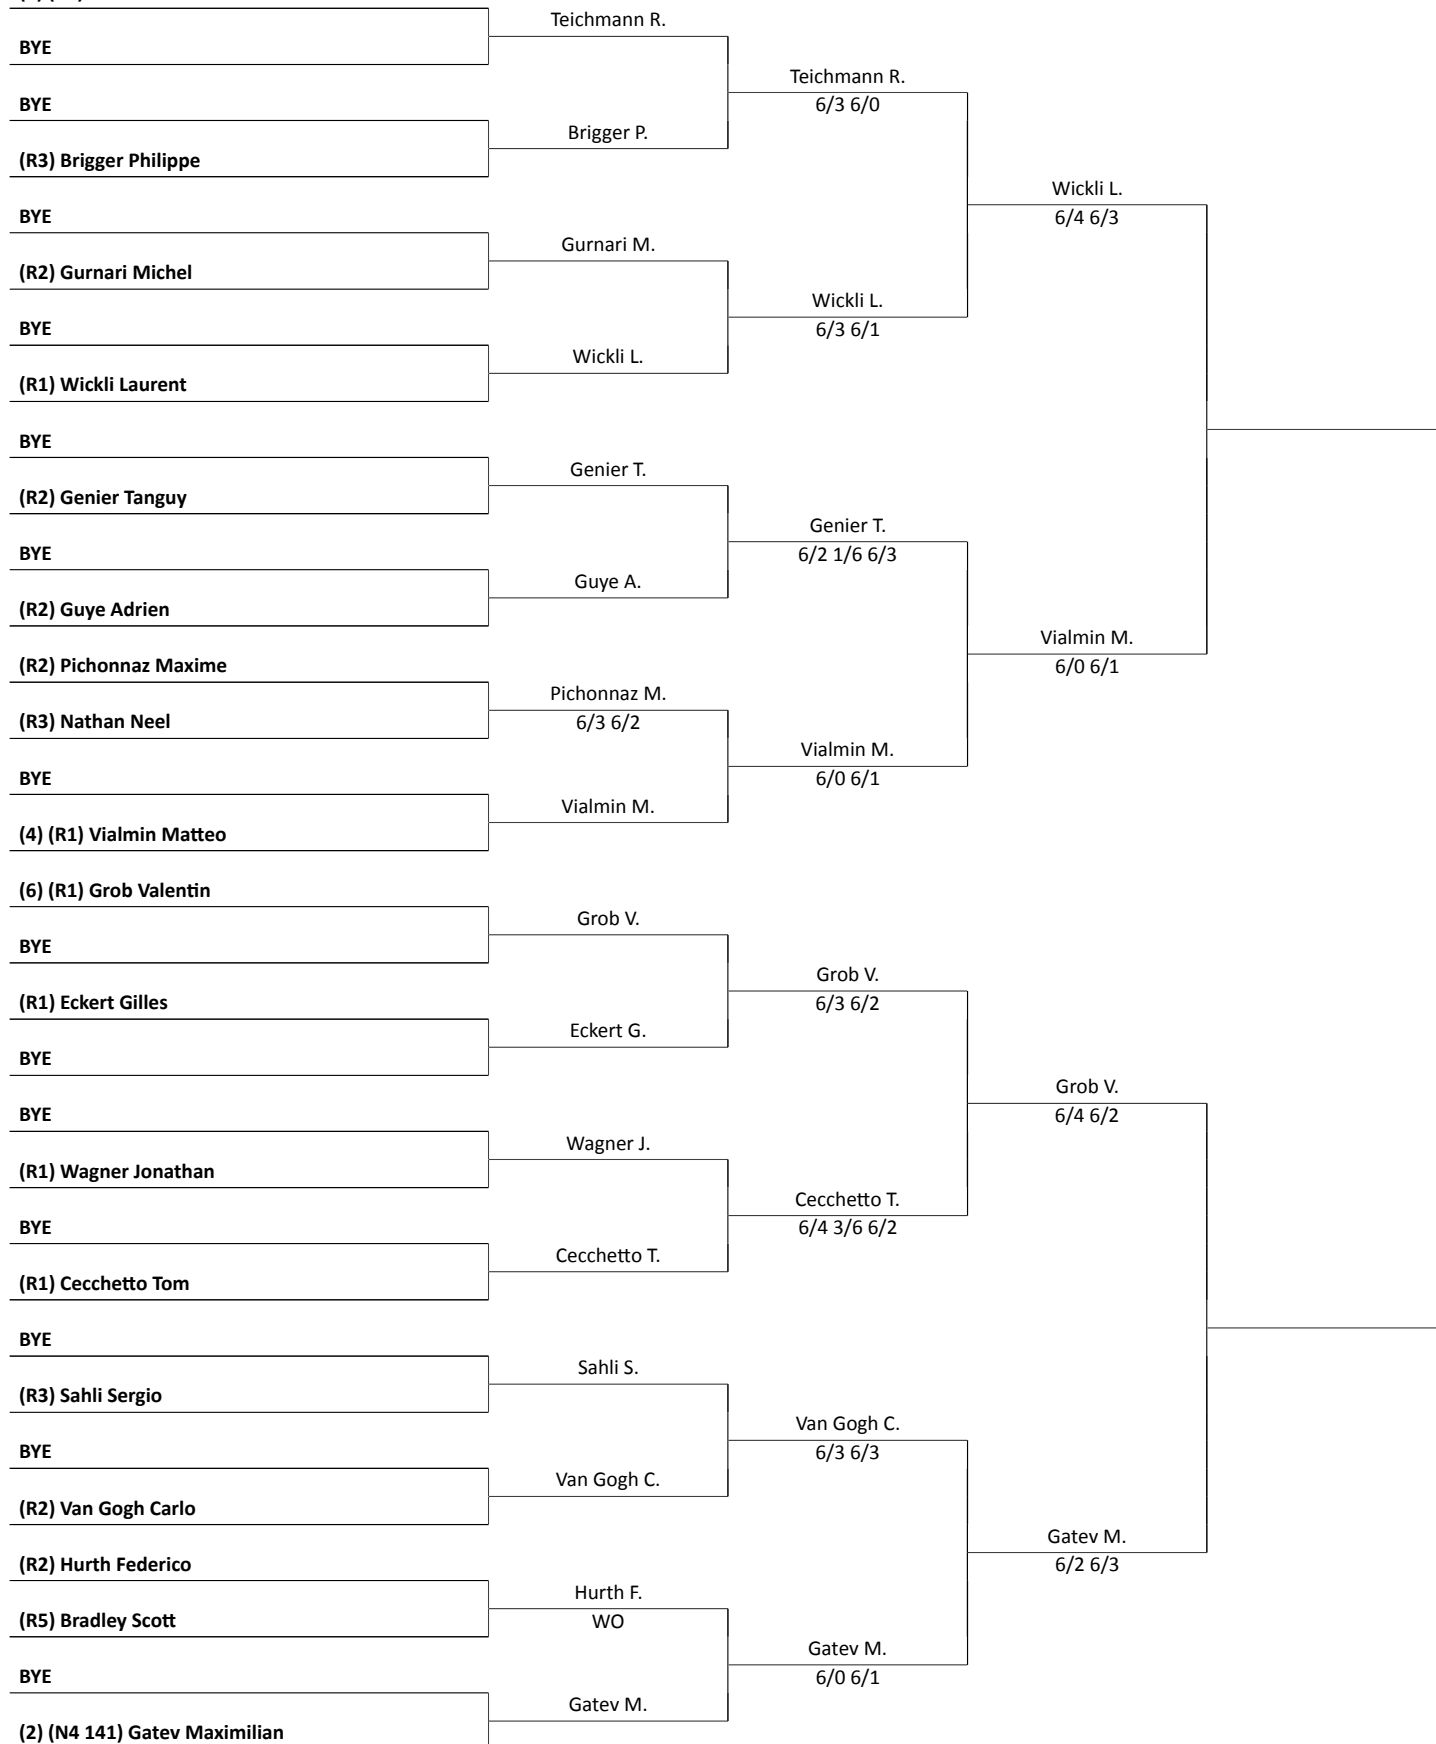 Teichmann R.
BYE
Teichmann R.
BYE
6/3 6/0
Brigger P.
(R3) Brigger Philippe
Wickli L.
BYE
6/4 6/3
Gurnari M.
(R2) Gurnari Michel
Wickli L.
BYE
6/3 6/1
Wickli L.
(R1) Wickli Laurent
BYE
Genier T.
(R2) Genier Tanguy
Genier T.
BYE
6/2 1/6 6/3
Guye A.
(R2) Guye Adrien
Vialmin M.
(R2) Pichonnaz Maxime
6/0 6/1
Pichonnaz M.
(R3) Nathan Neel
6/3 6/2
Vialmin M.
BYE
6/0 6/1
Vialmin M.
(4) (R1) Vialmin Matteo
(6) (R1) Grob Valentin
Grob V.
BYE
Grob V.
(R1) Eckert Gilles
6/3 6/2
Eckert G.
BYE
Grob V.
BYE
6/4 6/2
Wagner J.
(R1) Wagner Jonathan
Cecchetto T.
BYE
6/4 3/6 6/2
Cecchetto T.
(R1) Cecchetto Tom
BYE
Sahli S.
(R3) Sahli Sergio
Van Gogh C.
BYE
6/3 6/3
Van Gogh C.
(R2) Van Gogh Carlo
Gatev M.
(R2) Hurth Federico
6/2 6/3
Hurth F.
(R5) Bradley Scott
WO
Gatev M.
BYE
6/0 6/1
Gatev M.
(2) (N4 141) Gatev Maximilian